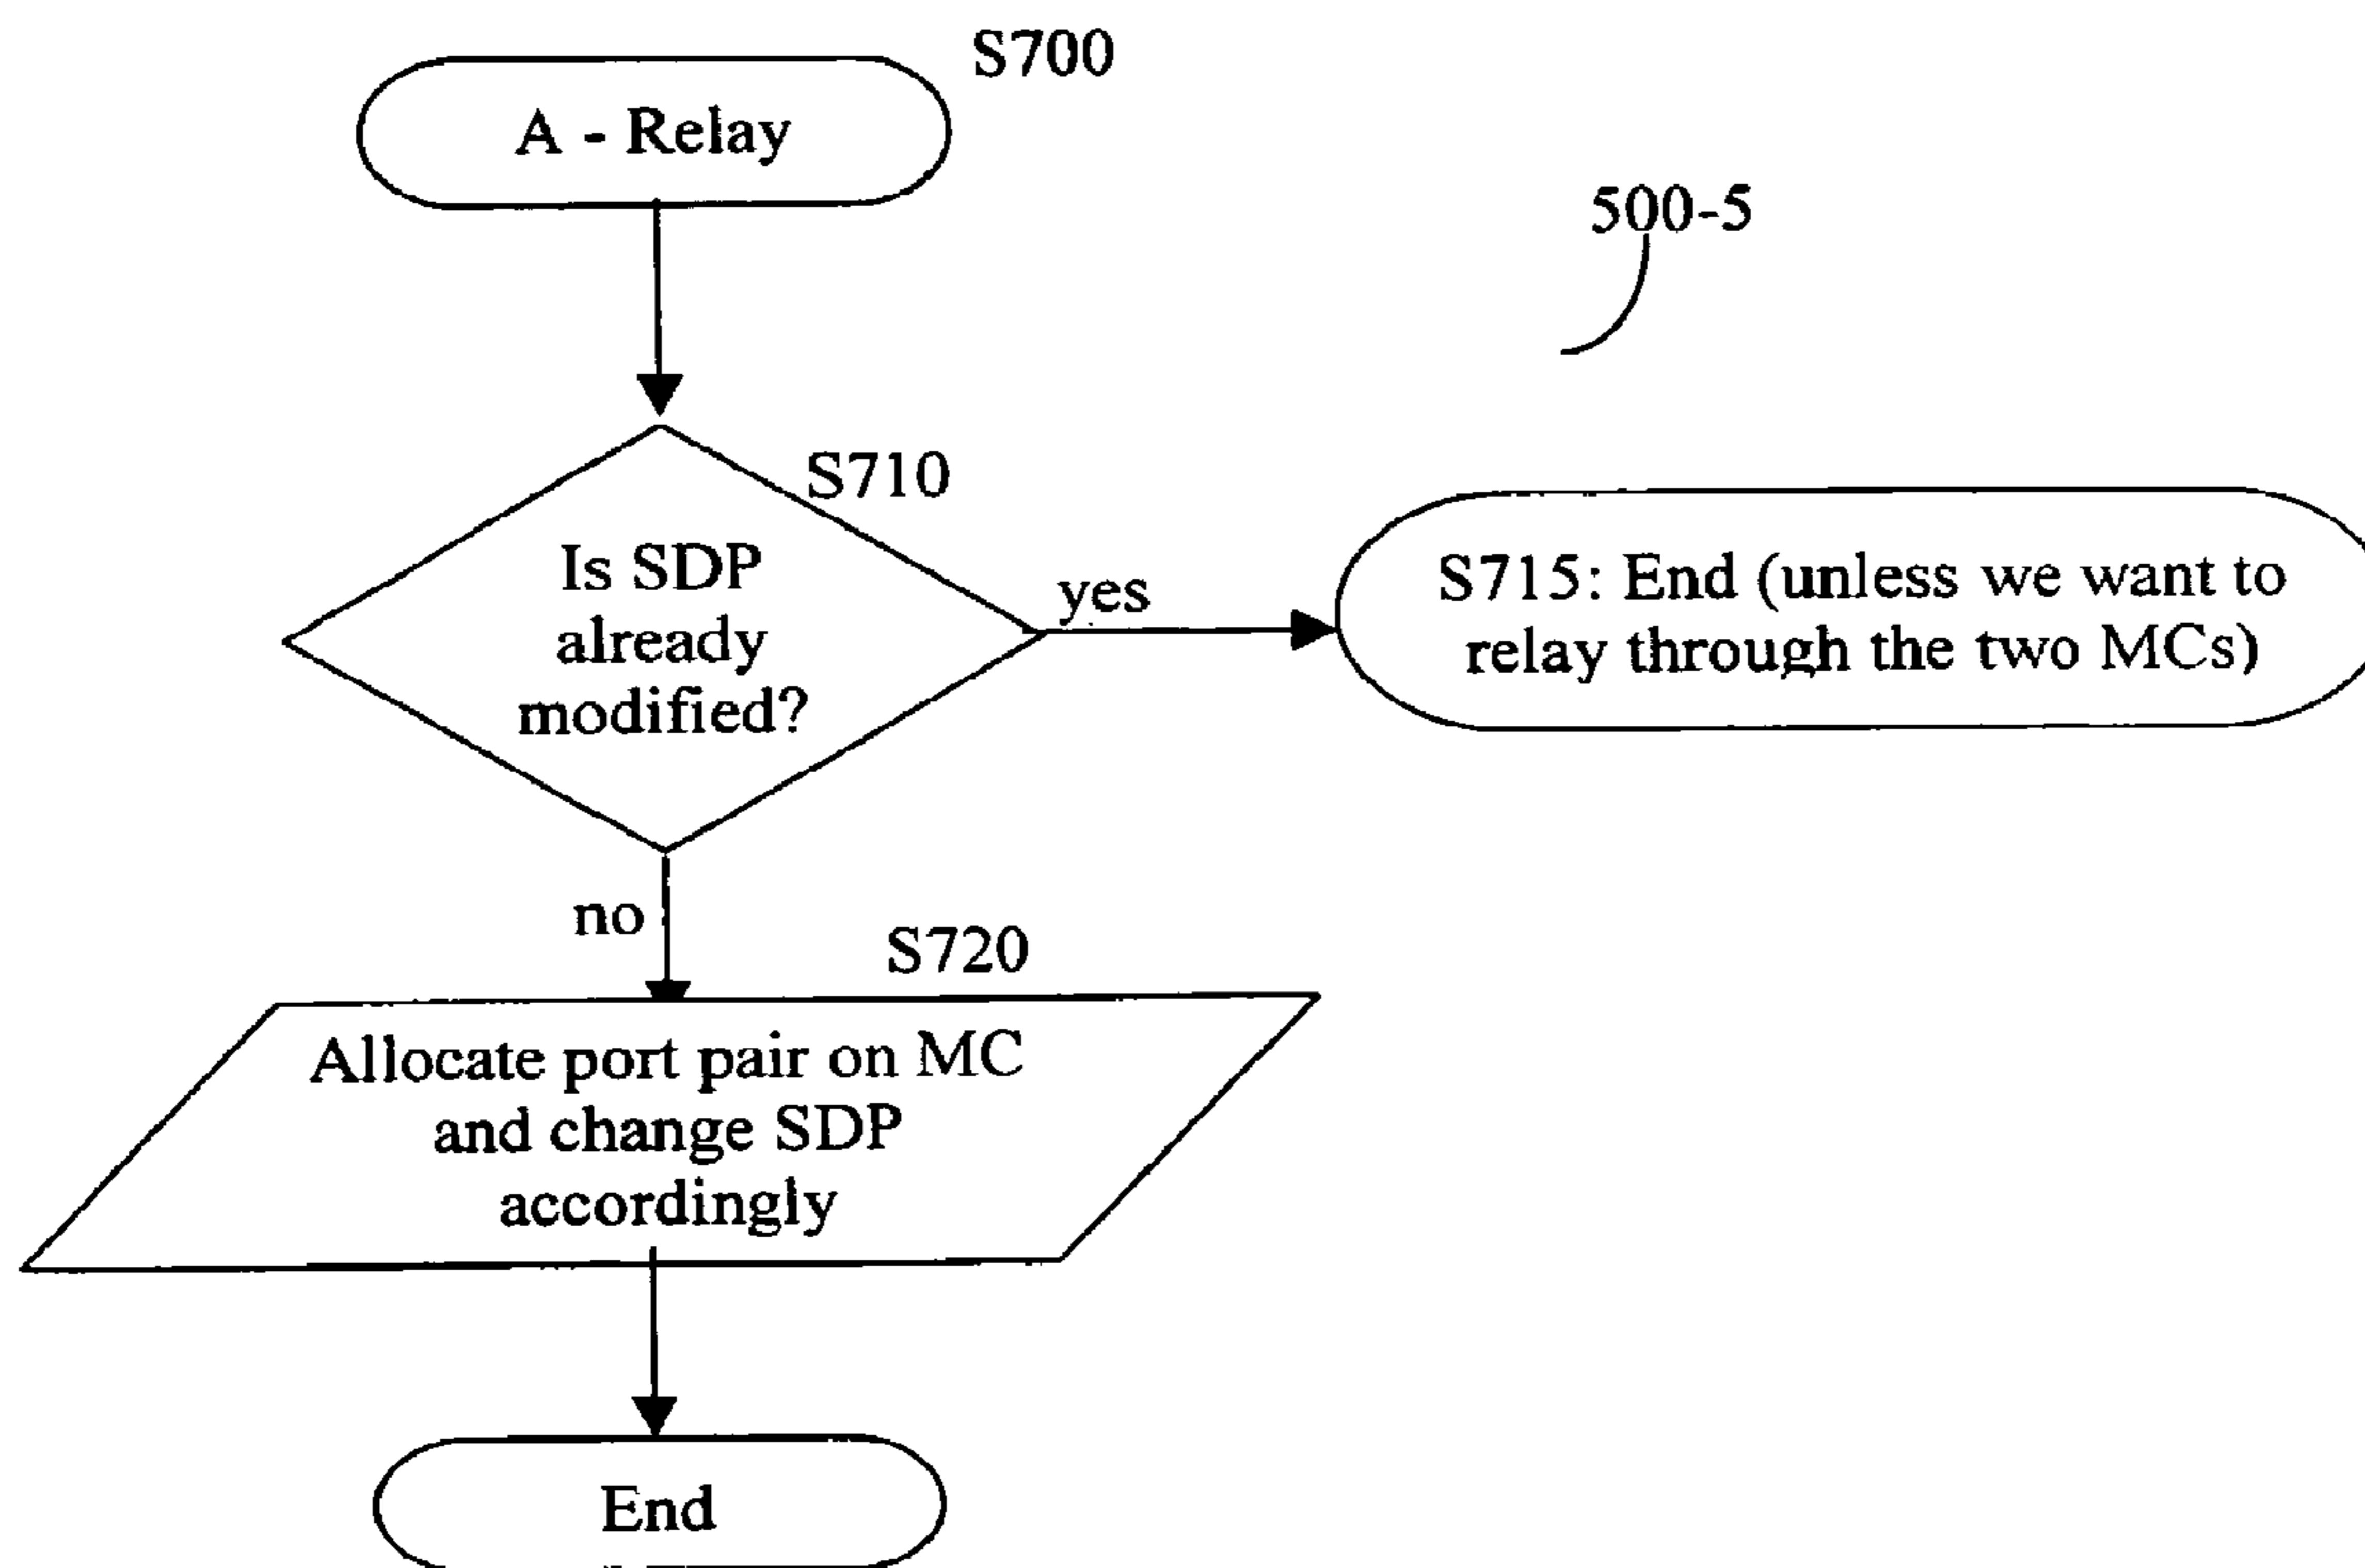 S700
A - Relay
500-5
S710
Is SDP
already
modified?
yes
S715: End (unless we want to
relay through the two MCs)
no
S720
Allocate port pair on MC
and change SDP
accordingly
End